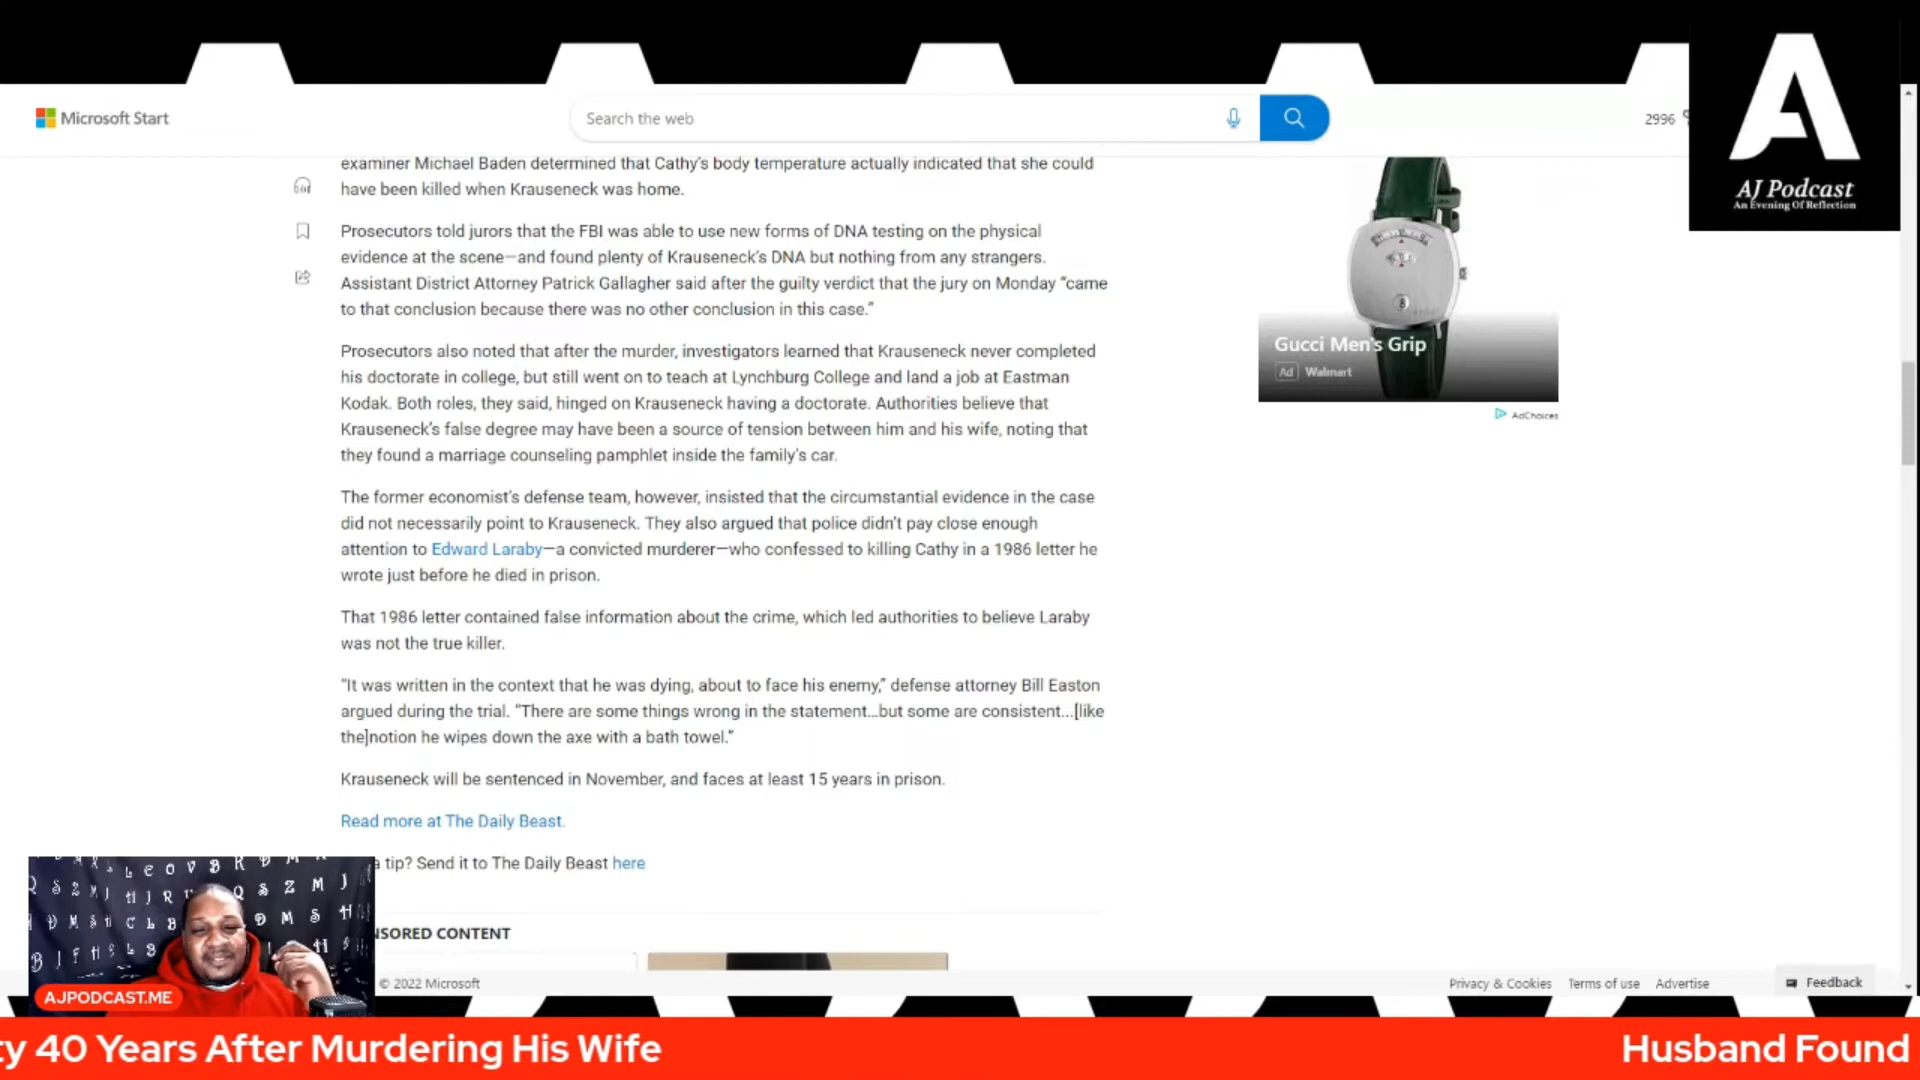 Microsoft Start
Search the web
2996
A
AJ Podcast
An Evening Of Reflection
examiner Michael Baden determined that Cathy's body temperature actually indicated that she could
have been killed when Krauseneck was home.
Prosecutors told jurors that the FBI was able to use new forms of DNA testing on the physical
evidence at the scene—and found plenty of Krauseneck's DNA but nothing from any strangers.
Assistant District Attorney Patrick Gallagher said after the guilty verdict that the jury on Monday “came
to that conclusion because there was no other conclusion in this case.”
Prosecutors also noted that after the murder, investigators learned that Krauseneck never completed
his doctorate in college, but still went on to teach at Lynchburg College and land a job at Eastman
Kodak. Both roles, they said, hinged on Krauseneck having a doctorate. Authorities believe that
Krauseneck's false degree may have been a source of tension between him and his wife, noting that
they found a marriage counseling pamphlet inside the family's car.
The former economist's defense team, however, insisted that the circumstantial evidence in the case
did not necessarily point to Krauseneck. They also argued that police didn't pay close enough
attention to Edward Laraby—a convicted murderer—who confessed to killing Cathy in a 1986 letter he
wrote just before he died in prison.
That 1986 letter contained false information about the crime, which led authorities to believe Laraby
was not the true killer.
“It was written in the context that he was dying, about to face his enemy,” defense attorney Bill Easton
argued during the trial. “There are some things wrong in the statement…but some are consistent…[like
the]notion he wipes down the axe with a bath towel.”
Krauseneck will be sentenced in November, and faces at least 15 years in prison.
Read more at The Daily Beast.
a tip? Send it to The Daily Beast here
Gucci Men's Grip
Ad Walmart
AdChoices
NSORED CONTENT
© 2022 Microsoft
Privacy & Cookies Terms of use Advertise Feedback
AJPODCAST.ME
ty 40 Years After Murdering His Wife
Husband Found